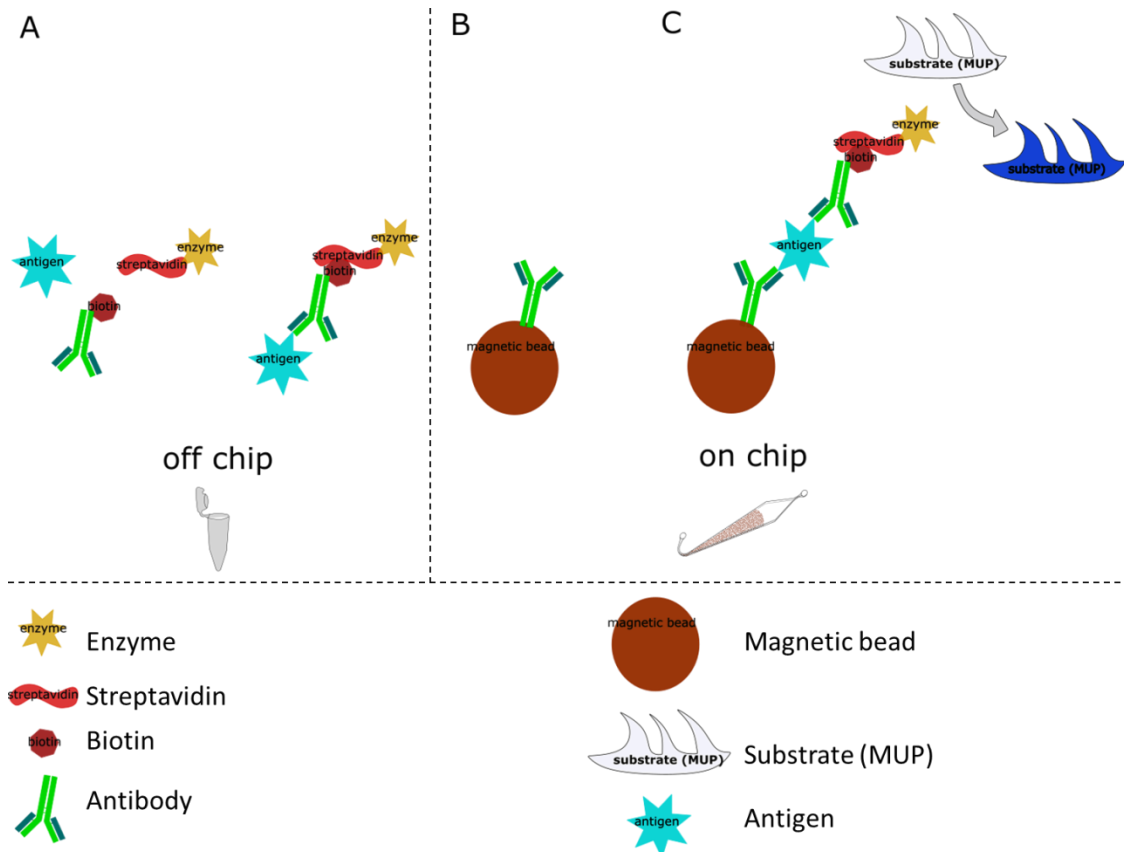 A
antigen
streptavidin
enzyme
biotin
enzyme
streptavidin
biotin
antigen
off chip
B
magnetic bead
C
substrate (MUP)
enzyme
streptavidin
biotin
antigen
magnetic bead
substrate (MUP)
on chip
enzyme Enzyme
streptavidin Streptavidin
biotin Biotin
Antibody
magnetic bead Magnetic bead
substrate (MUP) Substrate (MUP)
antigen Antigen